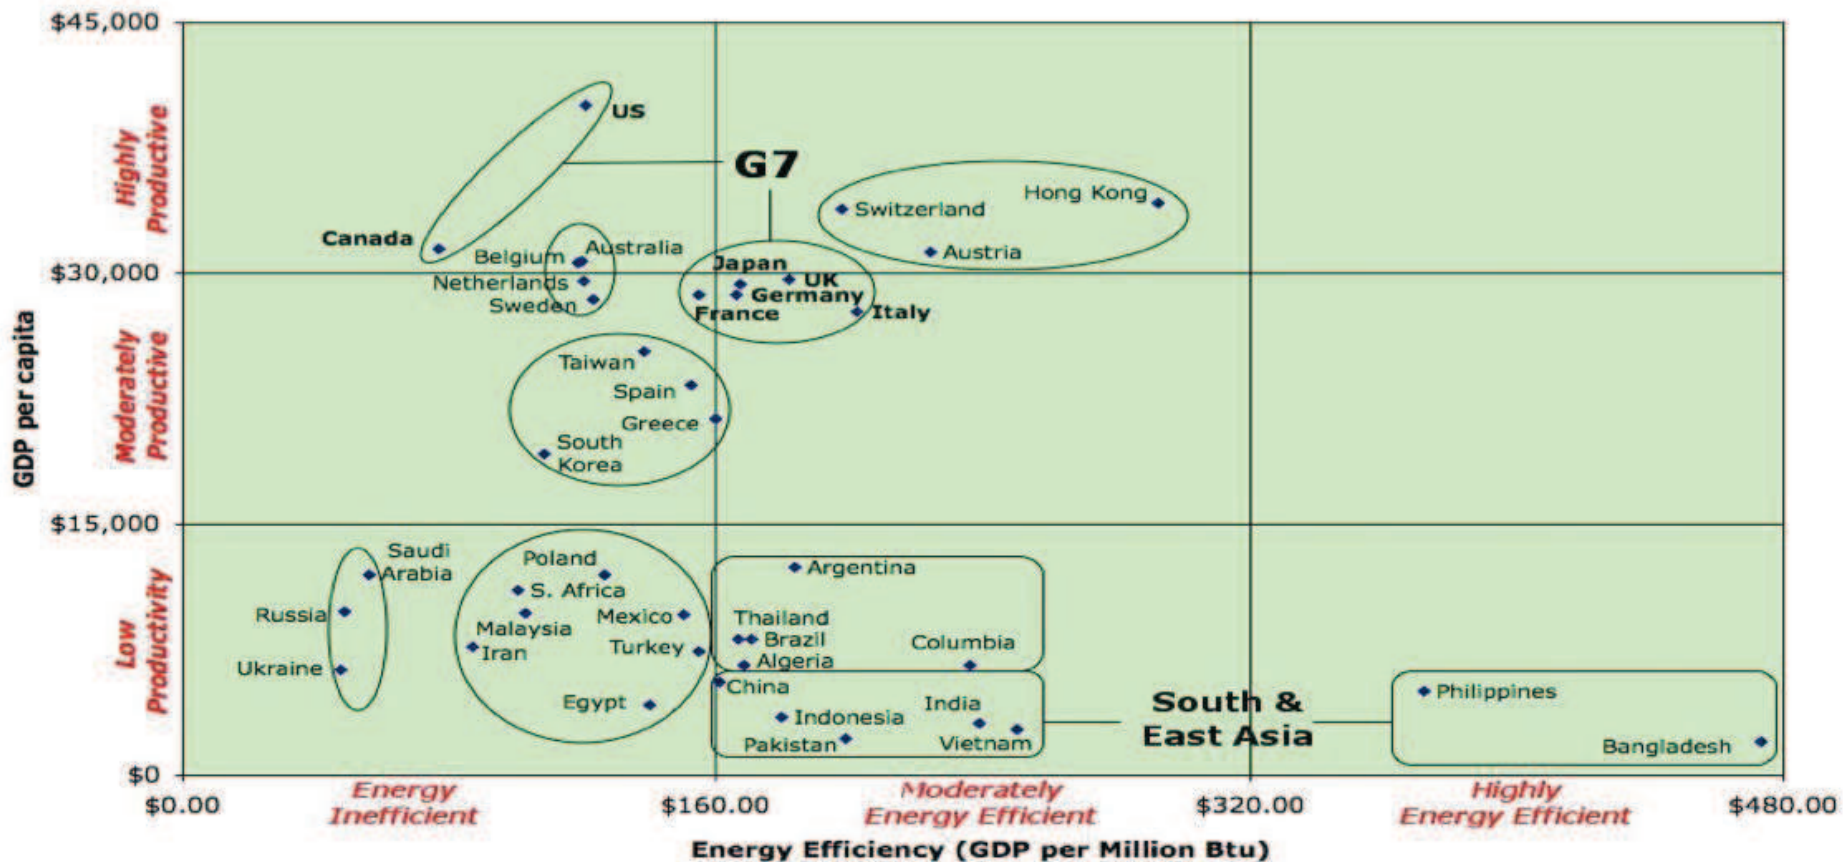 $45,000
US
Highly
Productive
G7
Hong Kong
Switzerland
Canada
Australia
Belgium
Austria
Japan
$30,000
UK
Netherlands
Germany
Sweden
France
Italy
GDP per capita
Moderately
Productive
Taiwan
Spain
Greece
South
Korea
$15,000
Saudi
Arabia
Poland
Argentina
S. Africa
Low
Productivity
Russia
Mexico
Thailand
Malaysia
Brazil
Columbia
Iran
Turkey
Algeria
Ukraine
China
Philippines
Egypt
India
South &
East Asia
Indonesia
Pakistan
Vietnam
Bangladesh
$0
$0.00
Energy
Inefficient
$160.00
Moderately
Energy Efficient
$320.00
Highly
Energy Efficient
$480.00
Energy Efficiency (GDP per Million Btu)